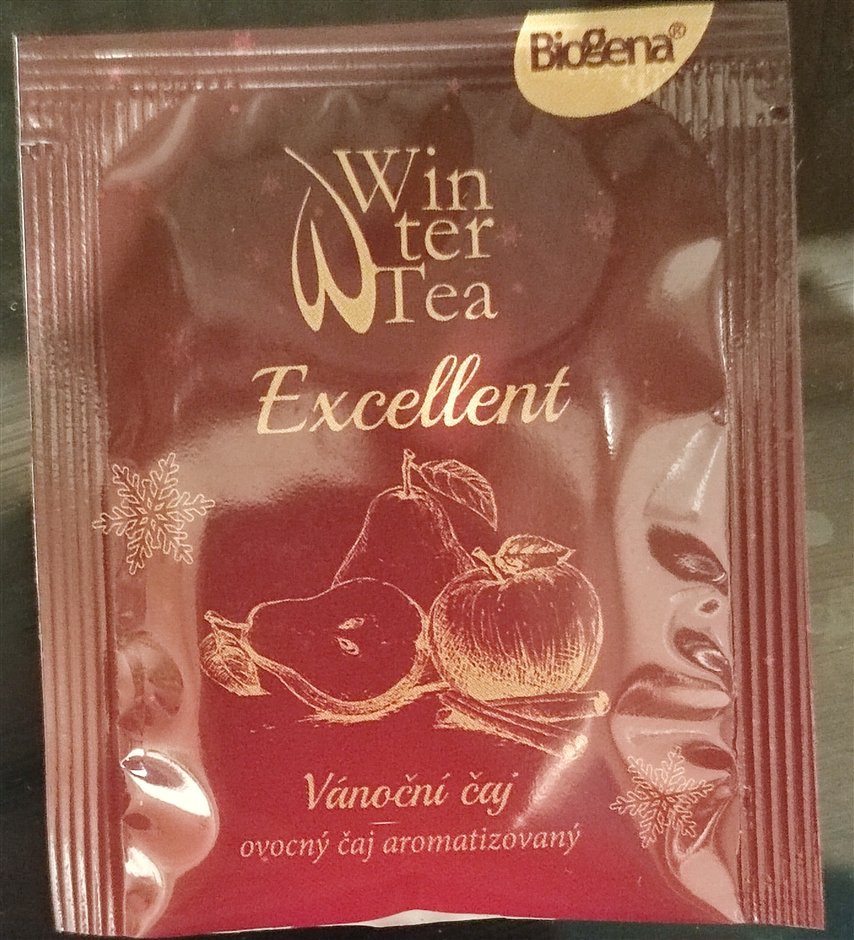 Biogena®
Win
ter
Tea
Excellent
Vánoční čaj
ovocný čaj aromatizovaný